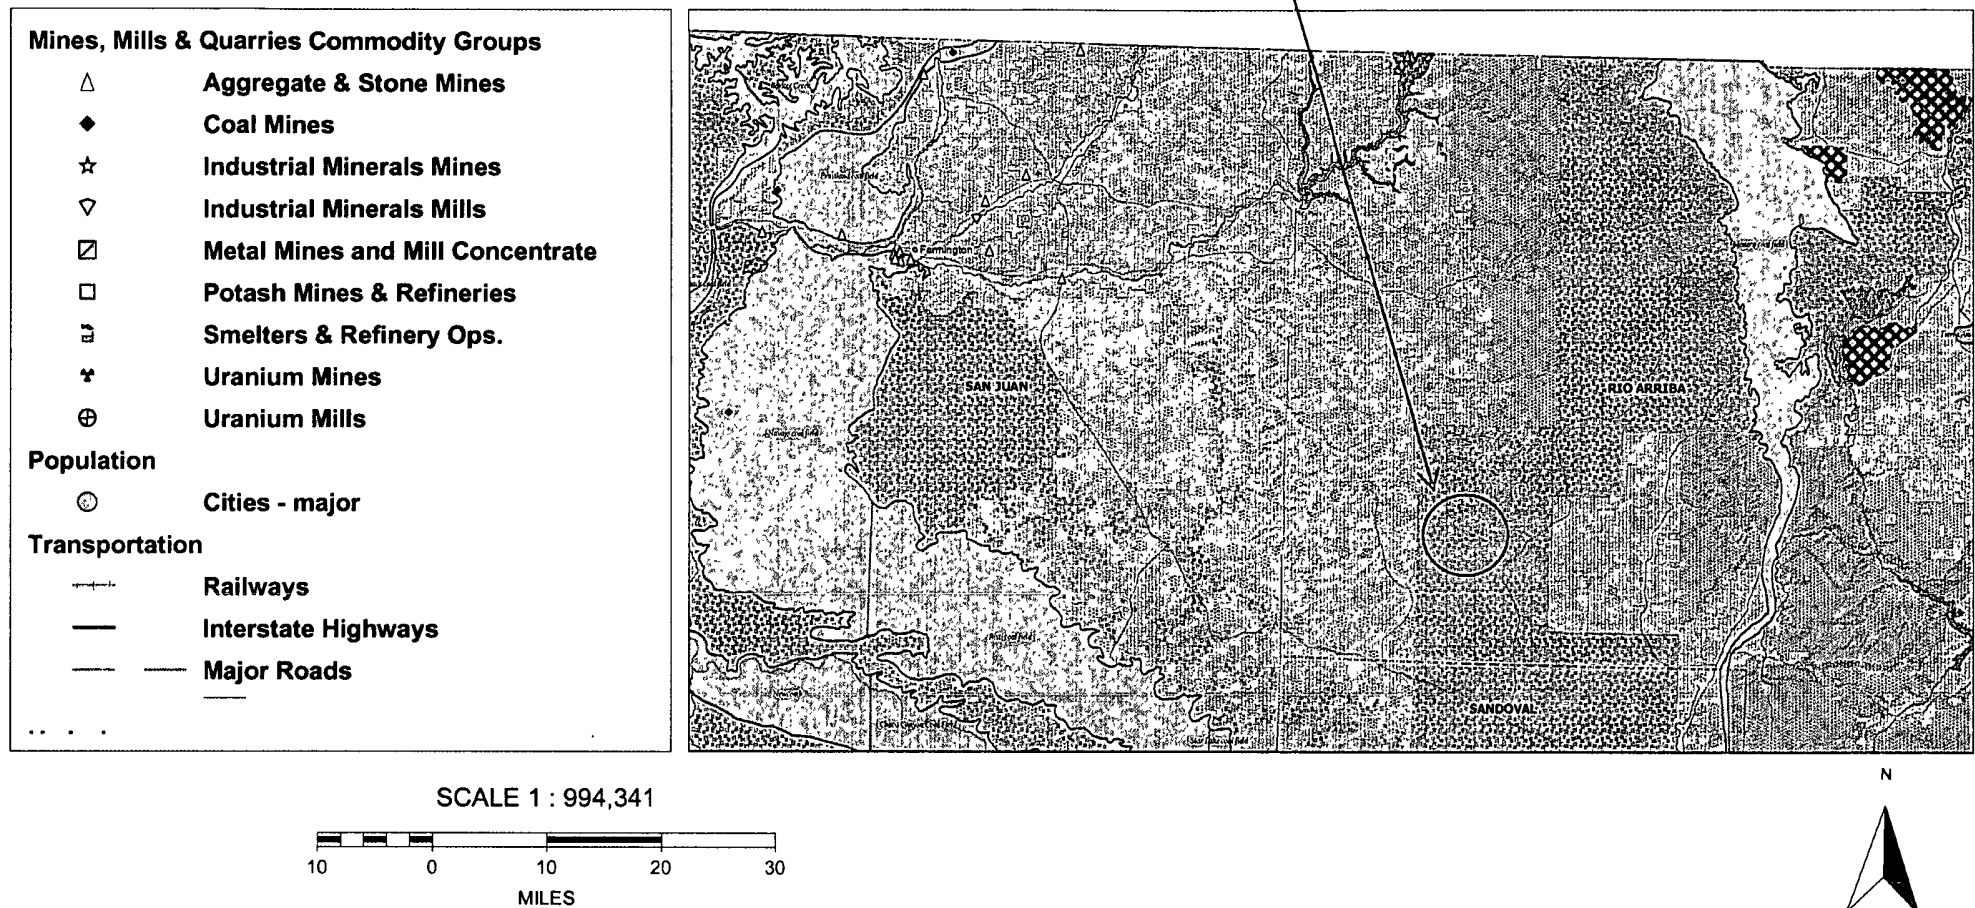 Mines, Mills & Quarries Commodity Groups
Aggregate & Stone Mines
Coal Mines
Industrial Minerals Mines
Industrial Minerals Mills
Metal Mines and Mill Concentrate
Potash Mines & Refineries
Smelters & Refinery Ops.
Uranium Mines
Uranium Mills
Population
Cities - major
Transportation
Railways
Interstate Highways
Major Roads
Farmington
SAN JUAN
RIO ARRIBA
SANDOVAL
SCALE 1 : 994,341
10 0 10 20 30
MILES
N